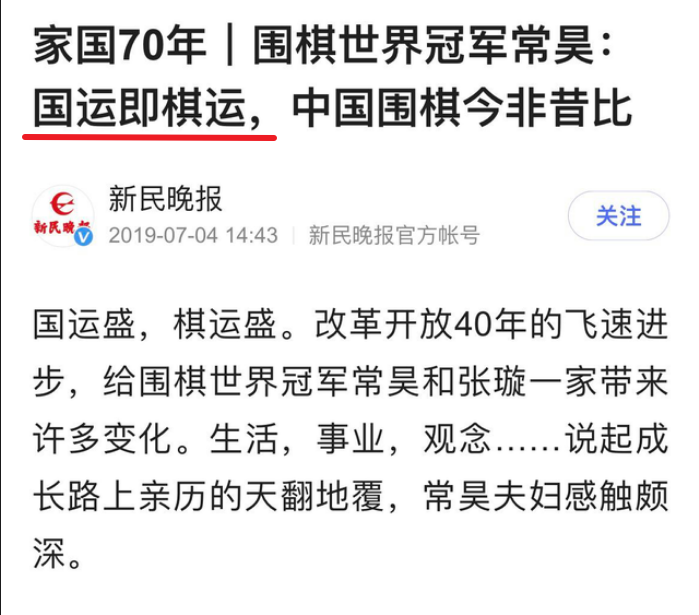 家国70年｜围棋世界冠军常昊：
国运即棋运，中国围棋今非昔比
新民晚报
新民晚报
2019-07-04 14:43 新民晚报官方帐号
关注
国运盛，棋运盛。改革开放40年的飞速进
步，给围棋世界冠军常昊和张璇一家带来
许多变化。生活，事业，观念……说起成
长路上亲历的天翻地覆，常昊夫妇感触颇
深。